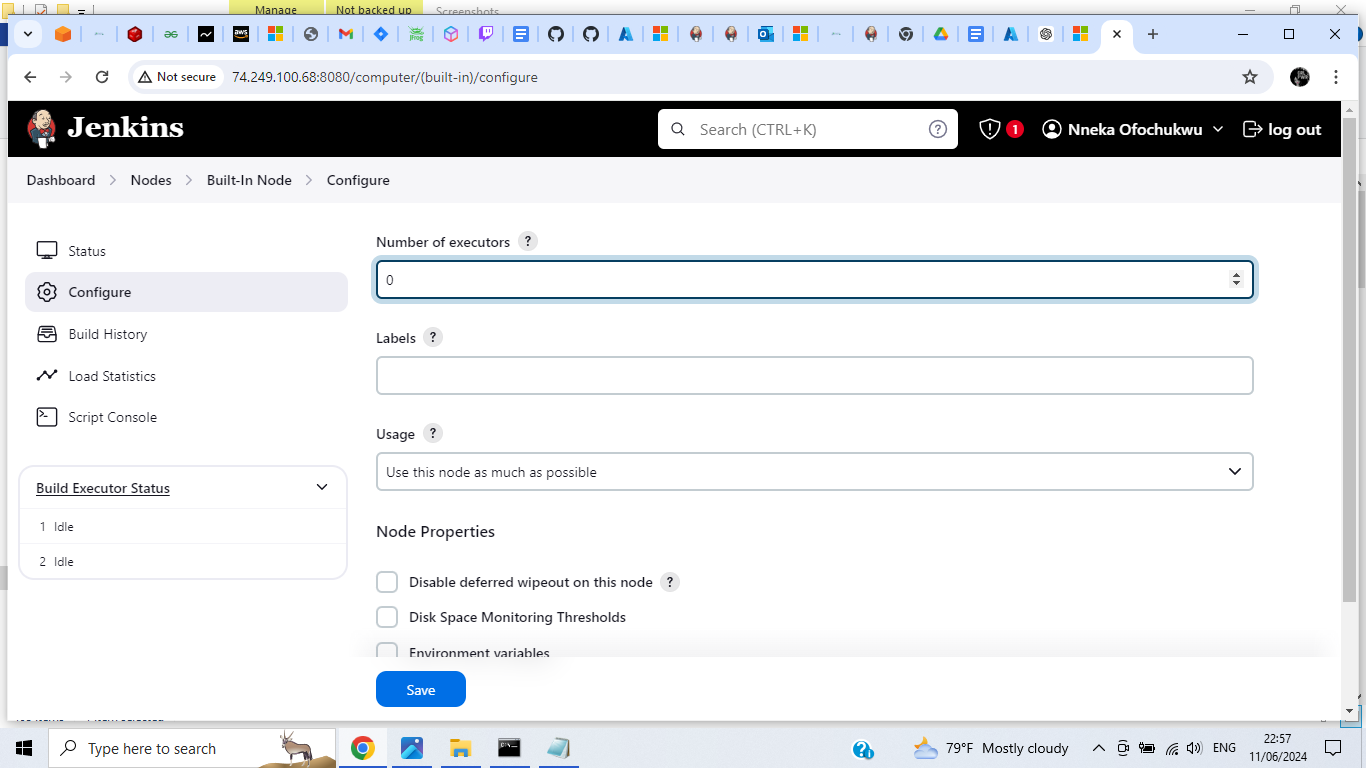 Manage
Not backed up
Screenshots
aws
Not secure
74.249.100.68:8080/computer/(built-in)/configure
Jenkins
Search (CTRL+K)
?
1
Nneka Ofochukwu
log out
Dashboard
Nodes
Built-In Node
Configure
Status
Configure
Build History
Load Statistics
Script Console
Build Executor Status
1 Idle
2 Idle
Number of executors ?
0
Labels ?
Usage ?
Use this node as much as possible
Node Properties
Disable deferred wipeout on this node ?
Disk Space Monitoring Thresholds
Environment variables
Save
Type here to search
79°F Mostly cloudy
ENG
22:57
11/06/2024